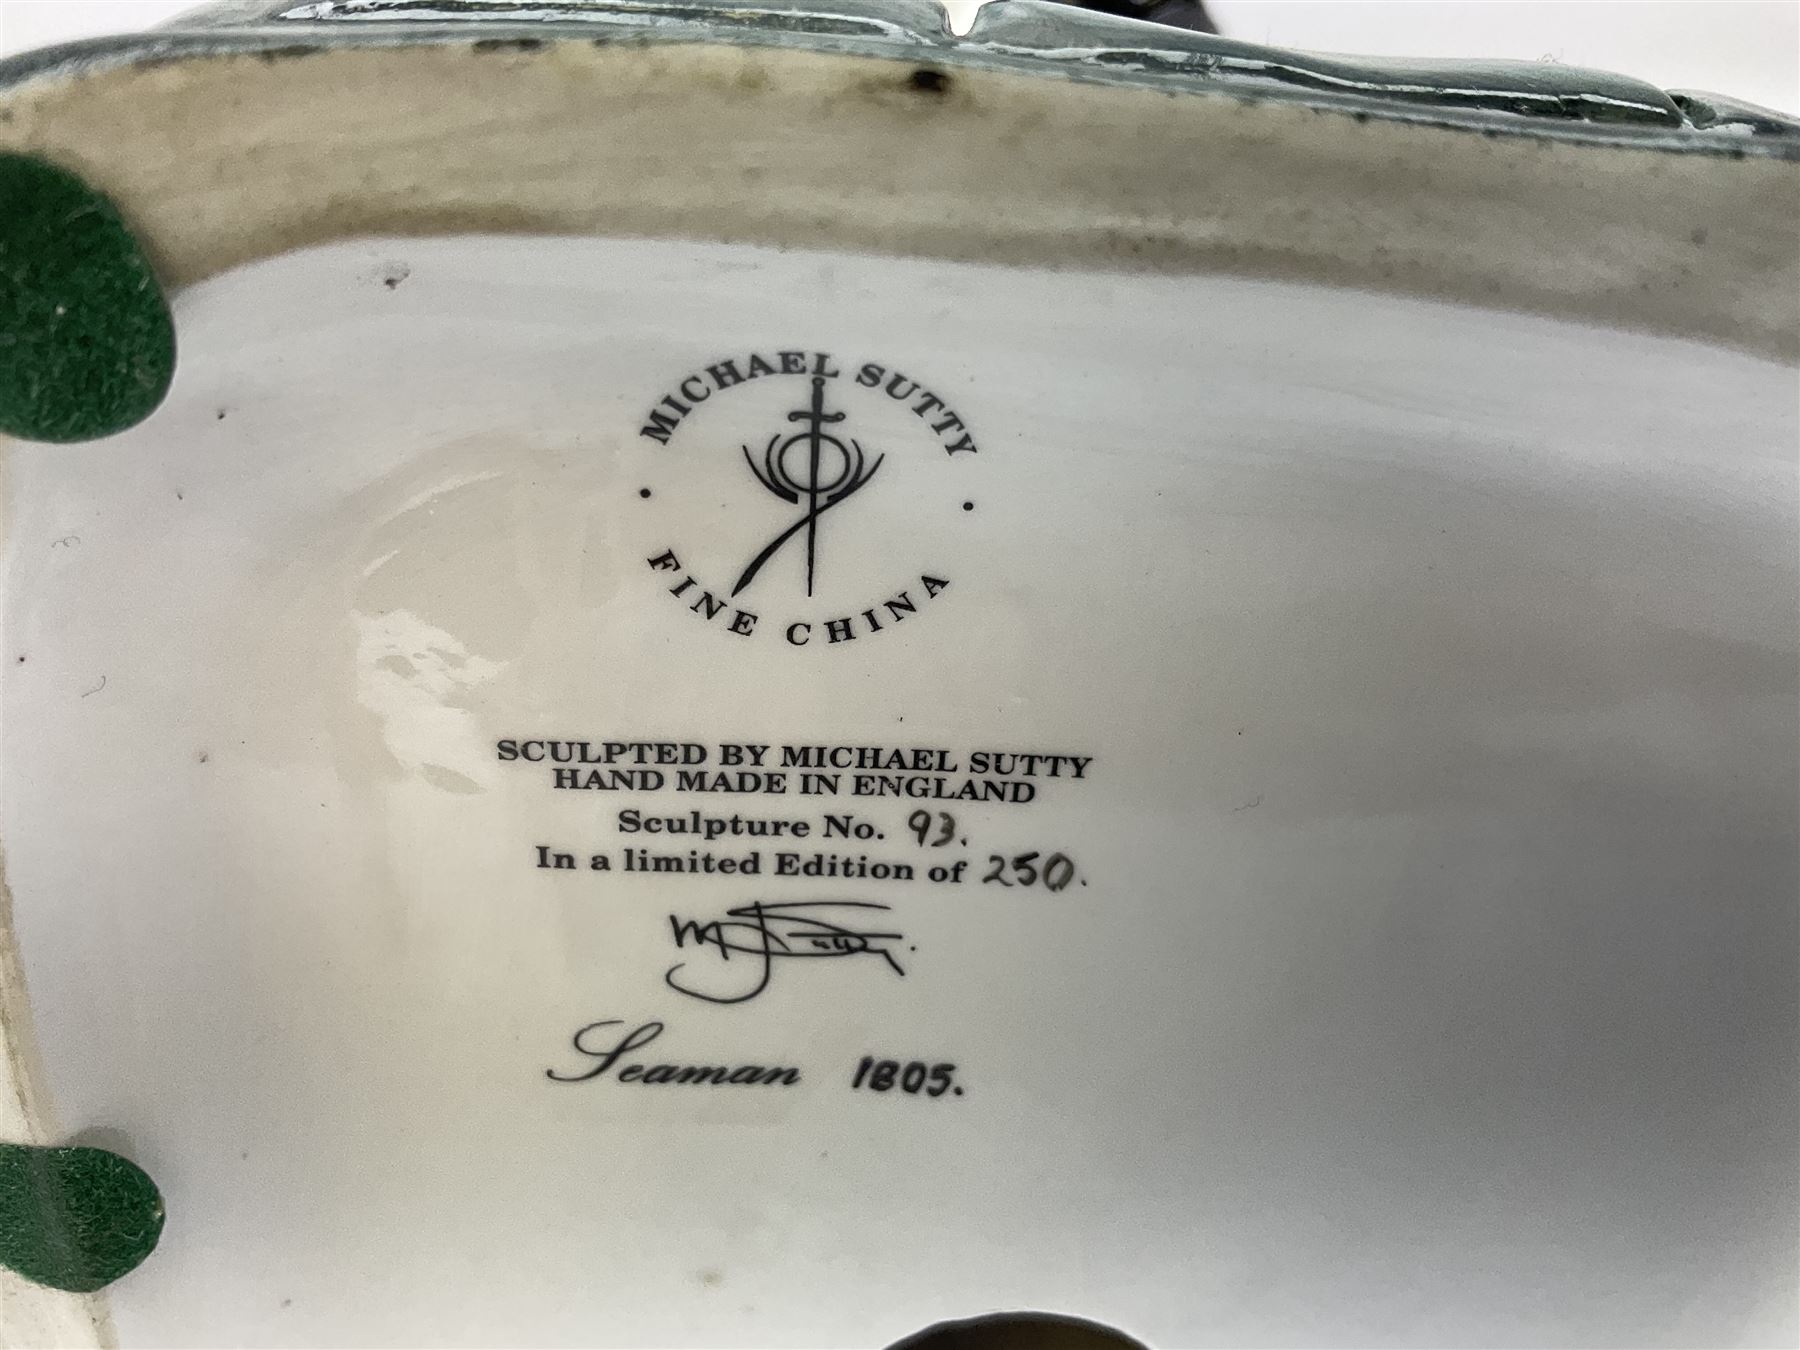 MICHAEL SUTTY
FINE CHINA
SCULPTED BY MICHAEL SUTTY
HAND MADE IN ENGLAND
Sculpture No. 93.
In a limited Edition of 250.
Seaman 1805.